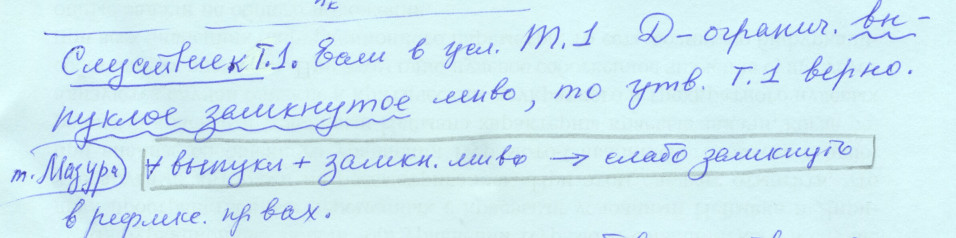 Следствие к Т.1. Если в усл. Т.1 D – огранич. вы-
пуклое замкнутое мн-во, то утв. Т.1 верно.
т. Мазура ∀ выпукл + замкн. мн-во → слабо замкнуто
в рефлекс. пр-вах.